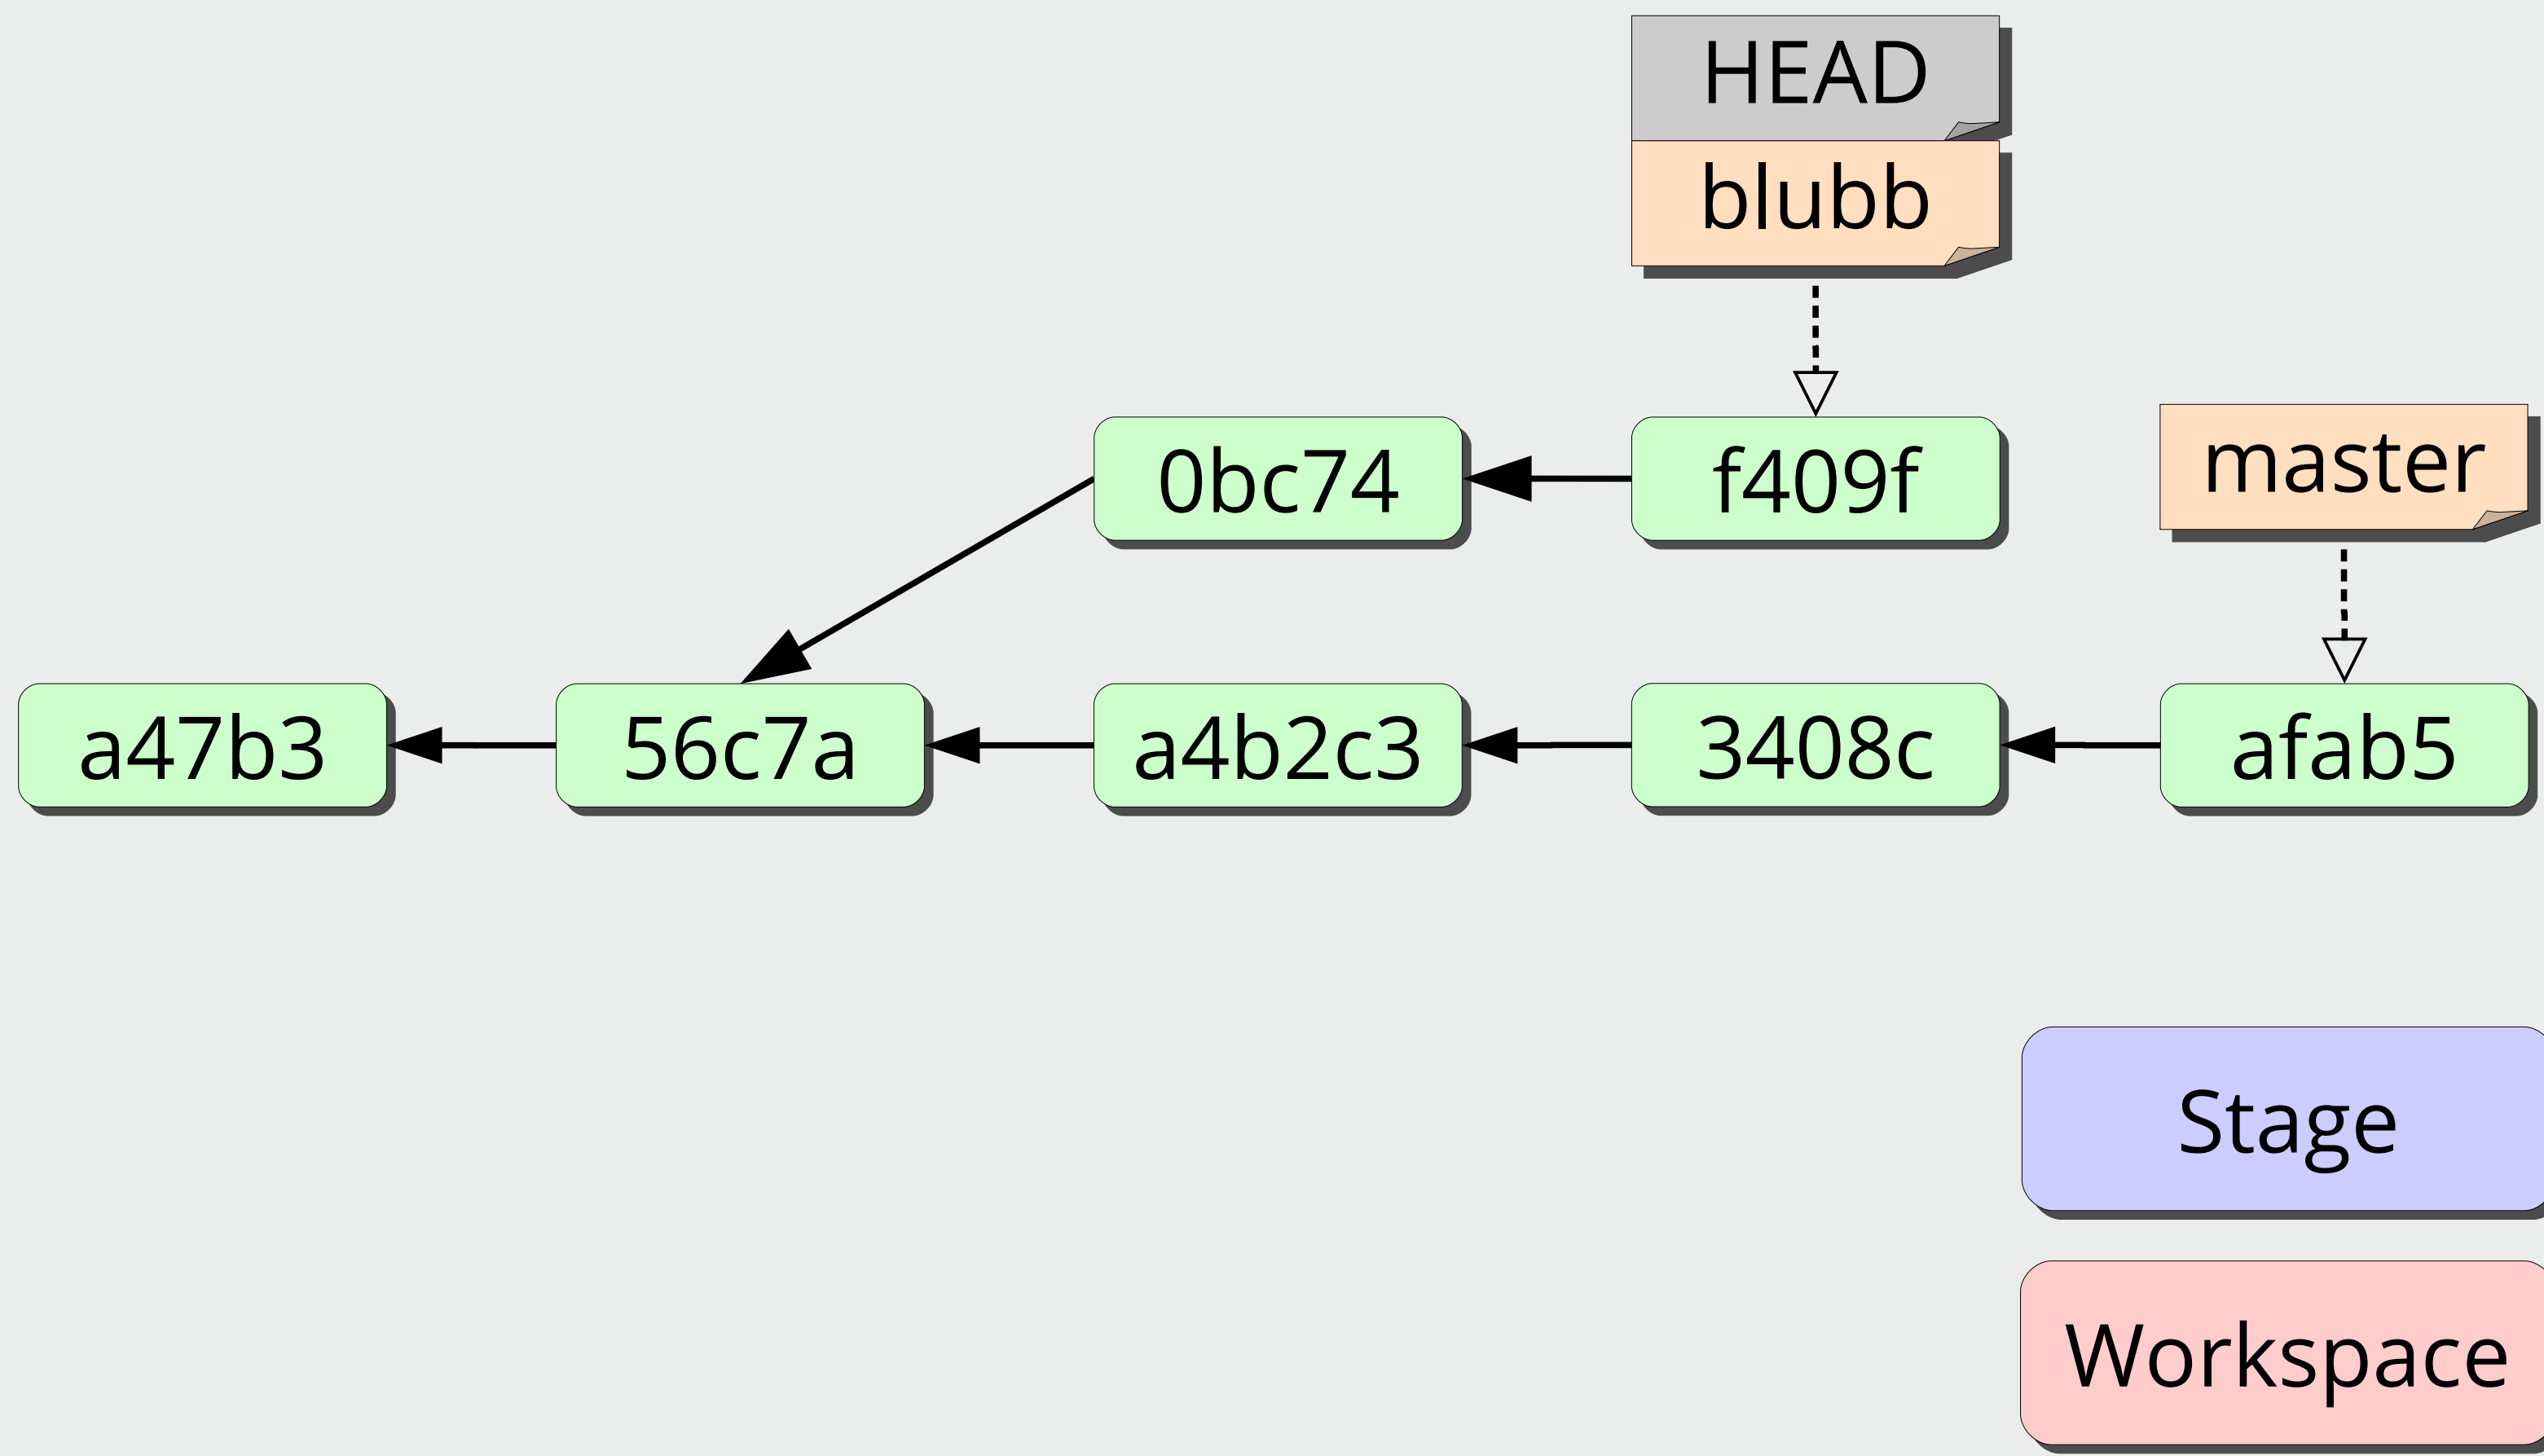 HEAD
blubb
0bc74
f409f
master
a47b3
56c7a
a4b2c3
3408c
afab5
Stage
Workspace